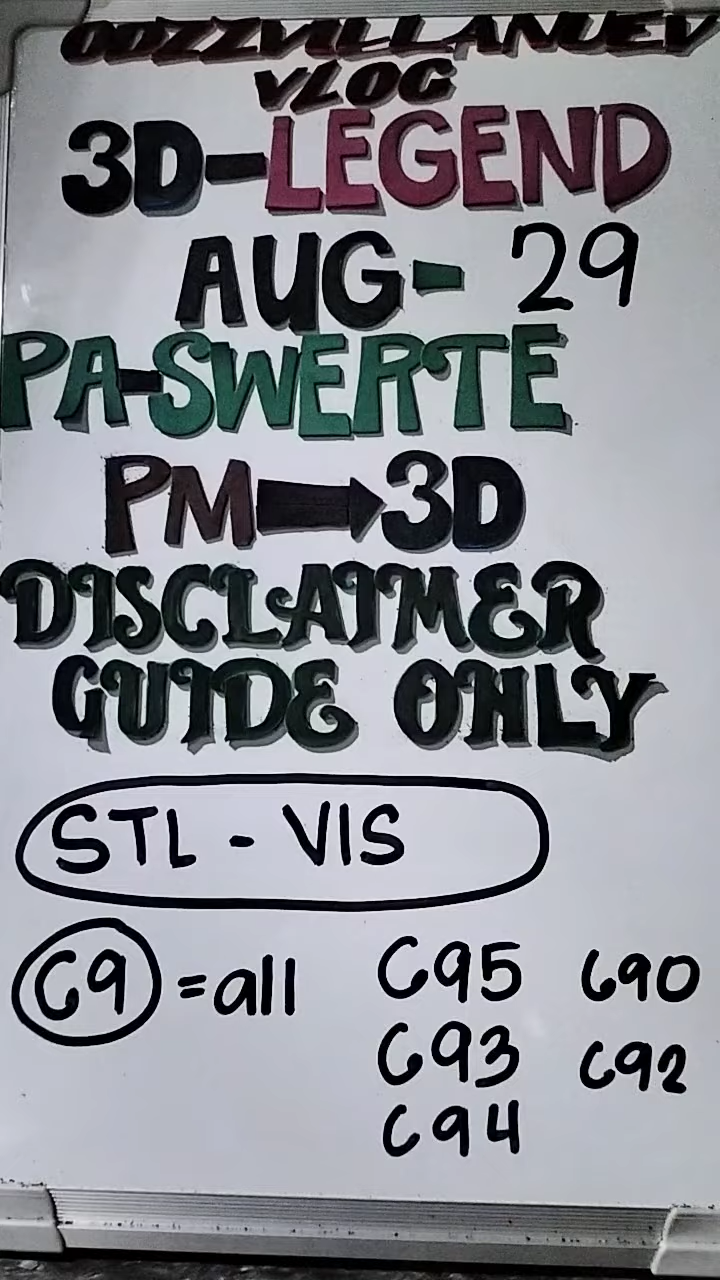 ODZZVILLANUEV
VLOG
3D-LEGEND
AUG- 29
PA-SWERTE
PM➡3D
DISCLAIMER
GUIDE ONLY
STL - VIS
69 =all 695 690
693 692
694